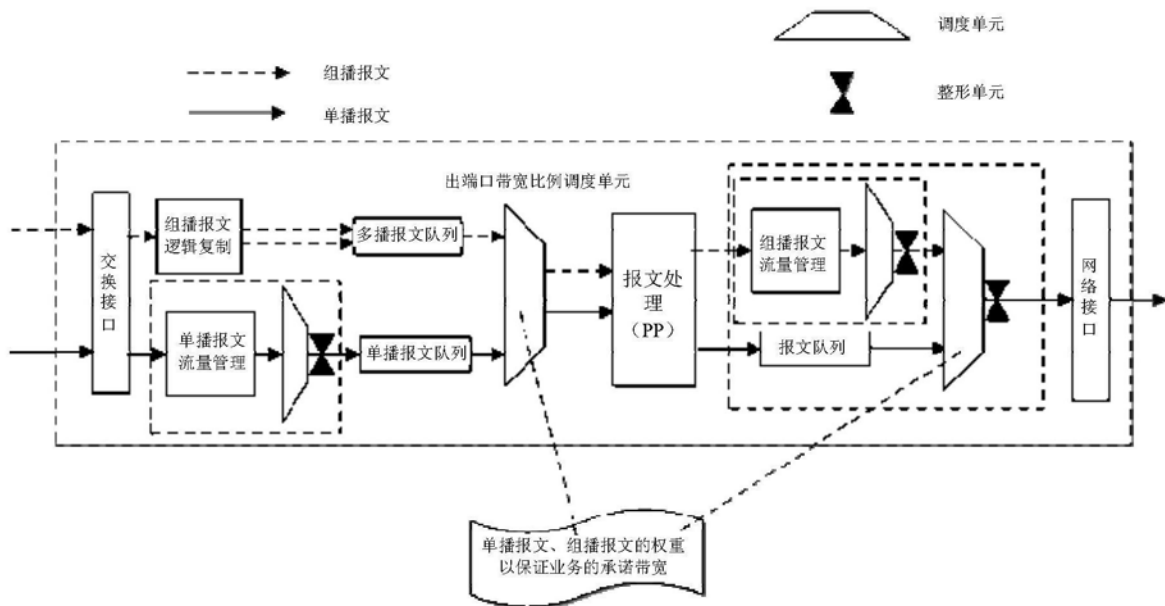 调度单元
组播报文
整形单元
单播报文
出端口带宽比例调度单元
交换接口
组播报文
逻辑复制
多播报文队列
单播报文
流量管理
单播报文队列
报文处
理
（PP）
组播报文
流量管理
报文队列
网络接口
单播报文、组播报文的权重
以保证业务的承诺带宽